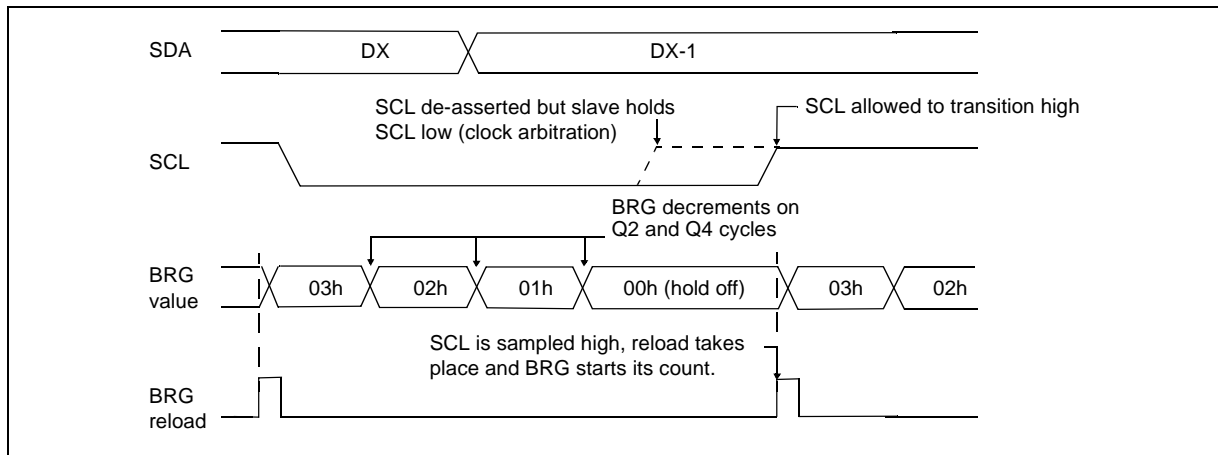 SDA
DX
DX-1
SCL de-asserted but slave holds
SCL low (clock arbitration)
SCL allowed to transition high
SCL
BRG decrements on
Q2 and Q4 cycles
BRG
value
03h
02h
01h
00h (hold off)
03h
02h
SCL is sampled high, reload takes
place and BRG starts its count.
BRG
reload